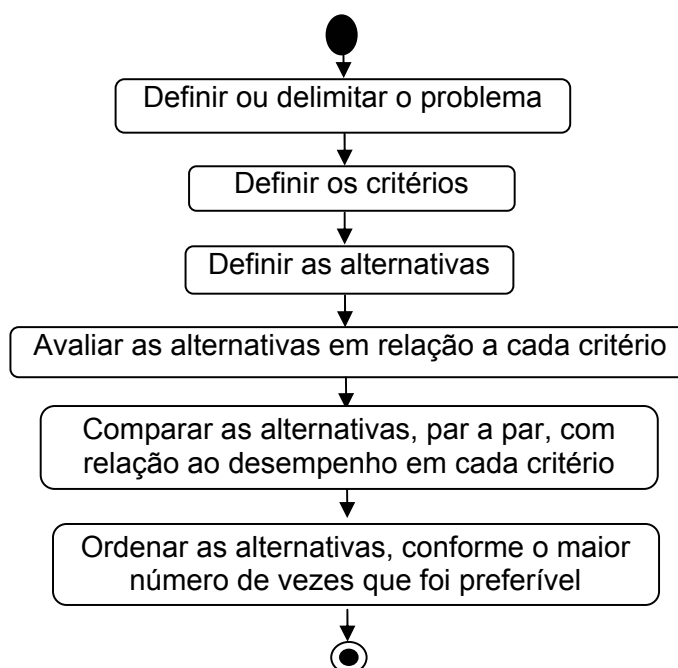 Definir ou delimitar o problema
Definir os critérios
Definir as alternativas
Avaliar as alternativas em relação a cada critério
Comparar as alternativas, par a par, com
relação ao desempenho em cada critério
Ordenar as alternativas, conforme o maior
número de vezes que foi preferível